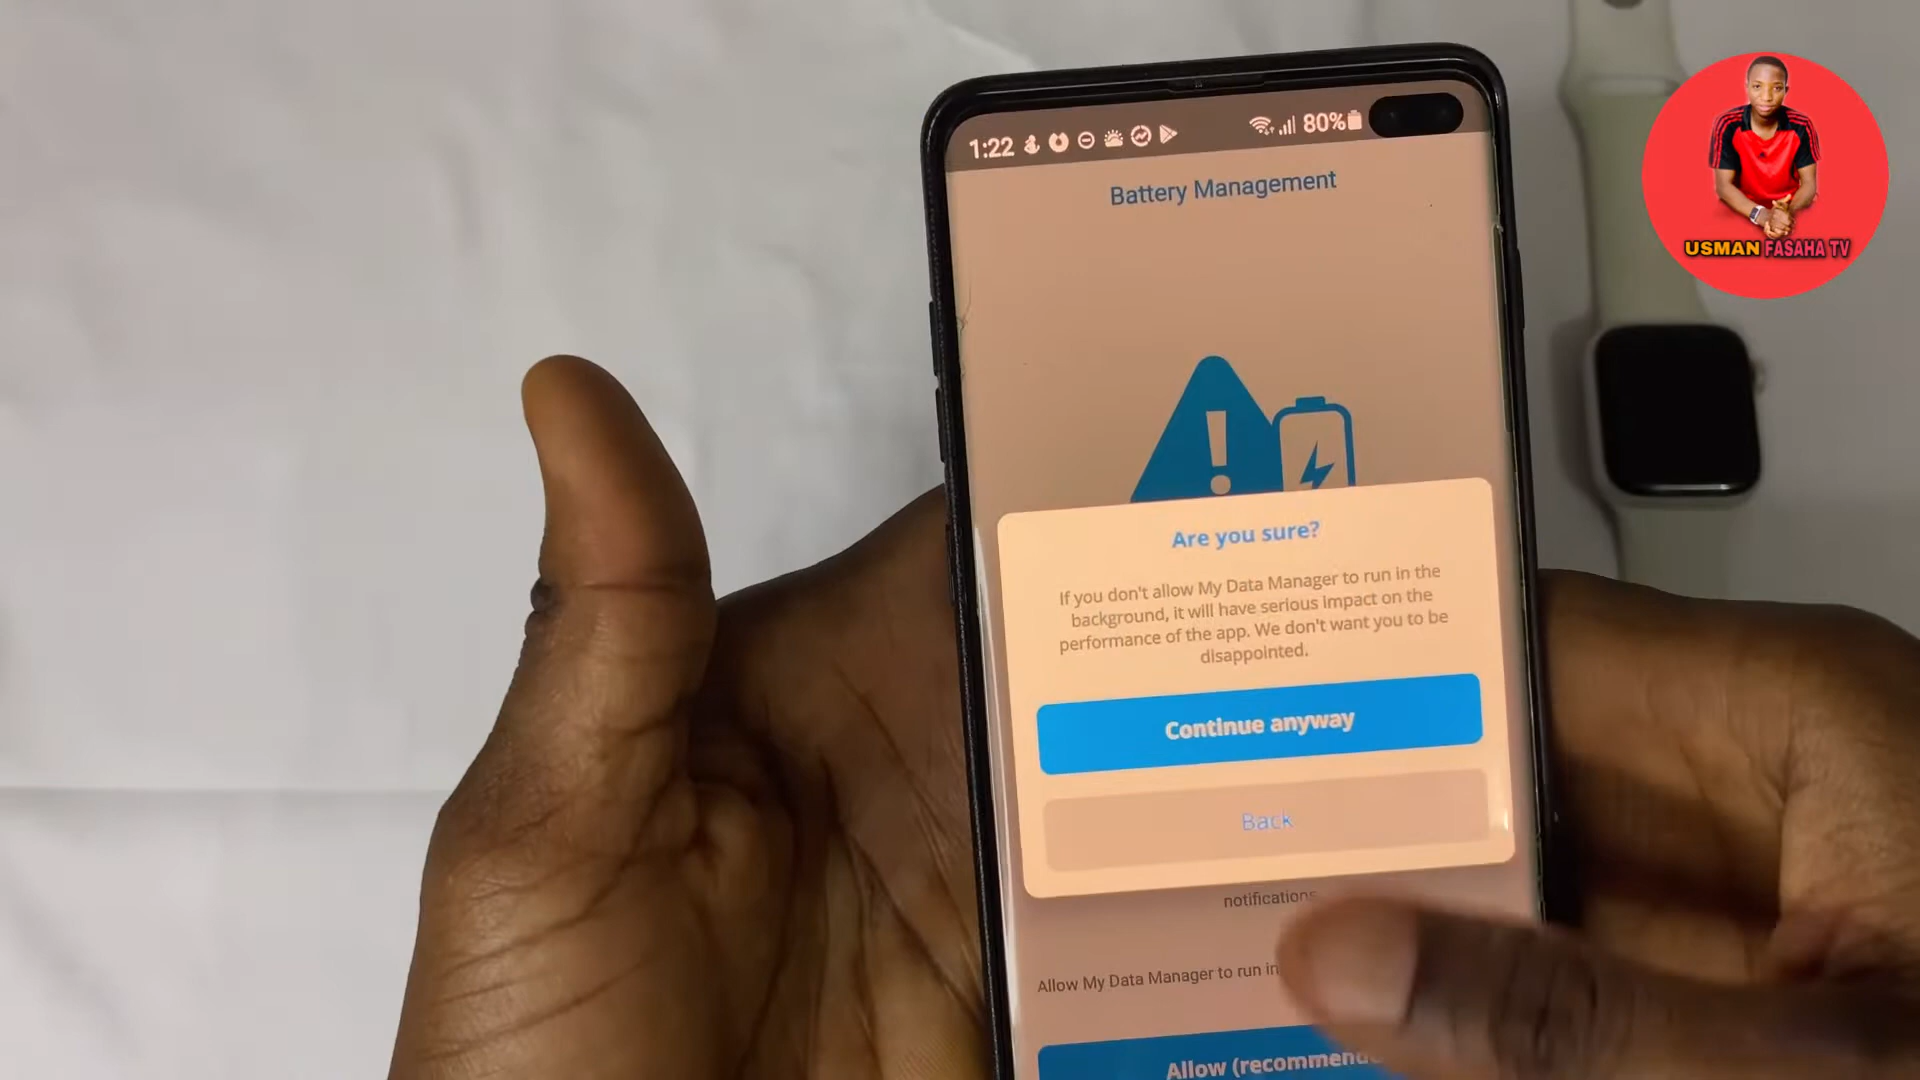 1:22
80%
USMAN FASAHA TV
Battery Management
Are you sure?
If you don't allow My Data Manager to run in the
background, it will have serious impact on the
performance of the app. We don't want you to be
disappointed.
Continue anyway
Back
notifications
Allow My Data Manager to run in
Allow (recommend